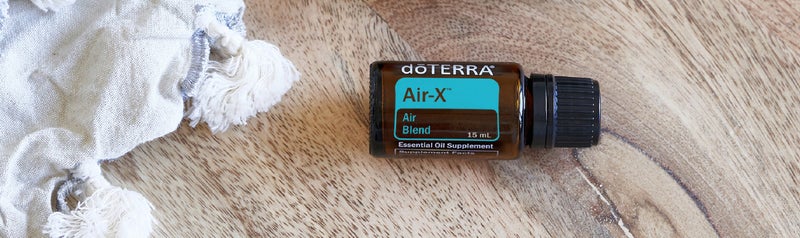 dōTERRA®
Air-X™
Air
Blend
15 mL
Essential Oil Supplement
Supplement Facts